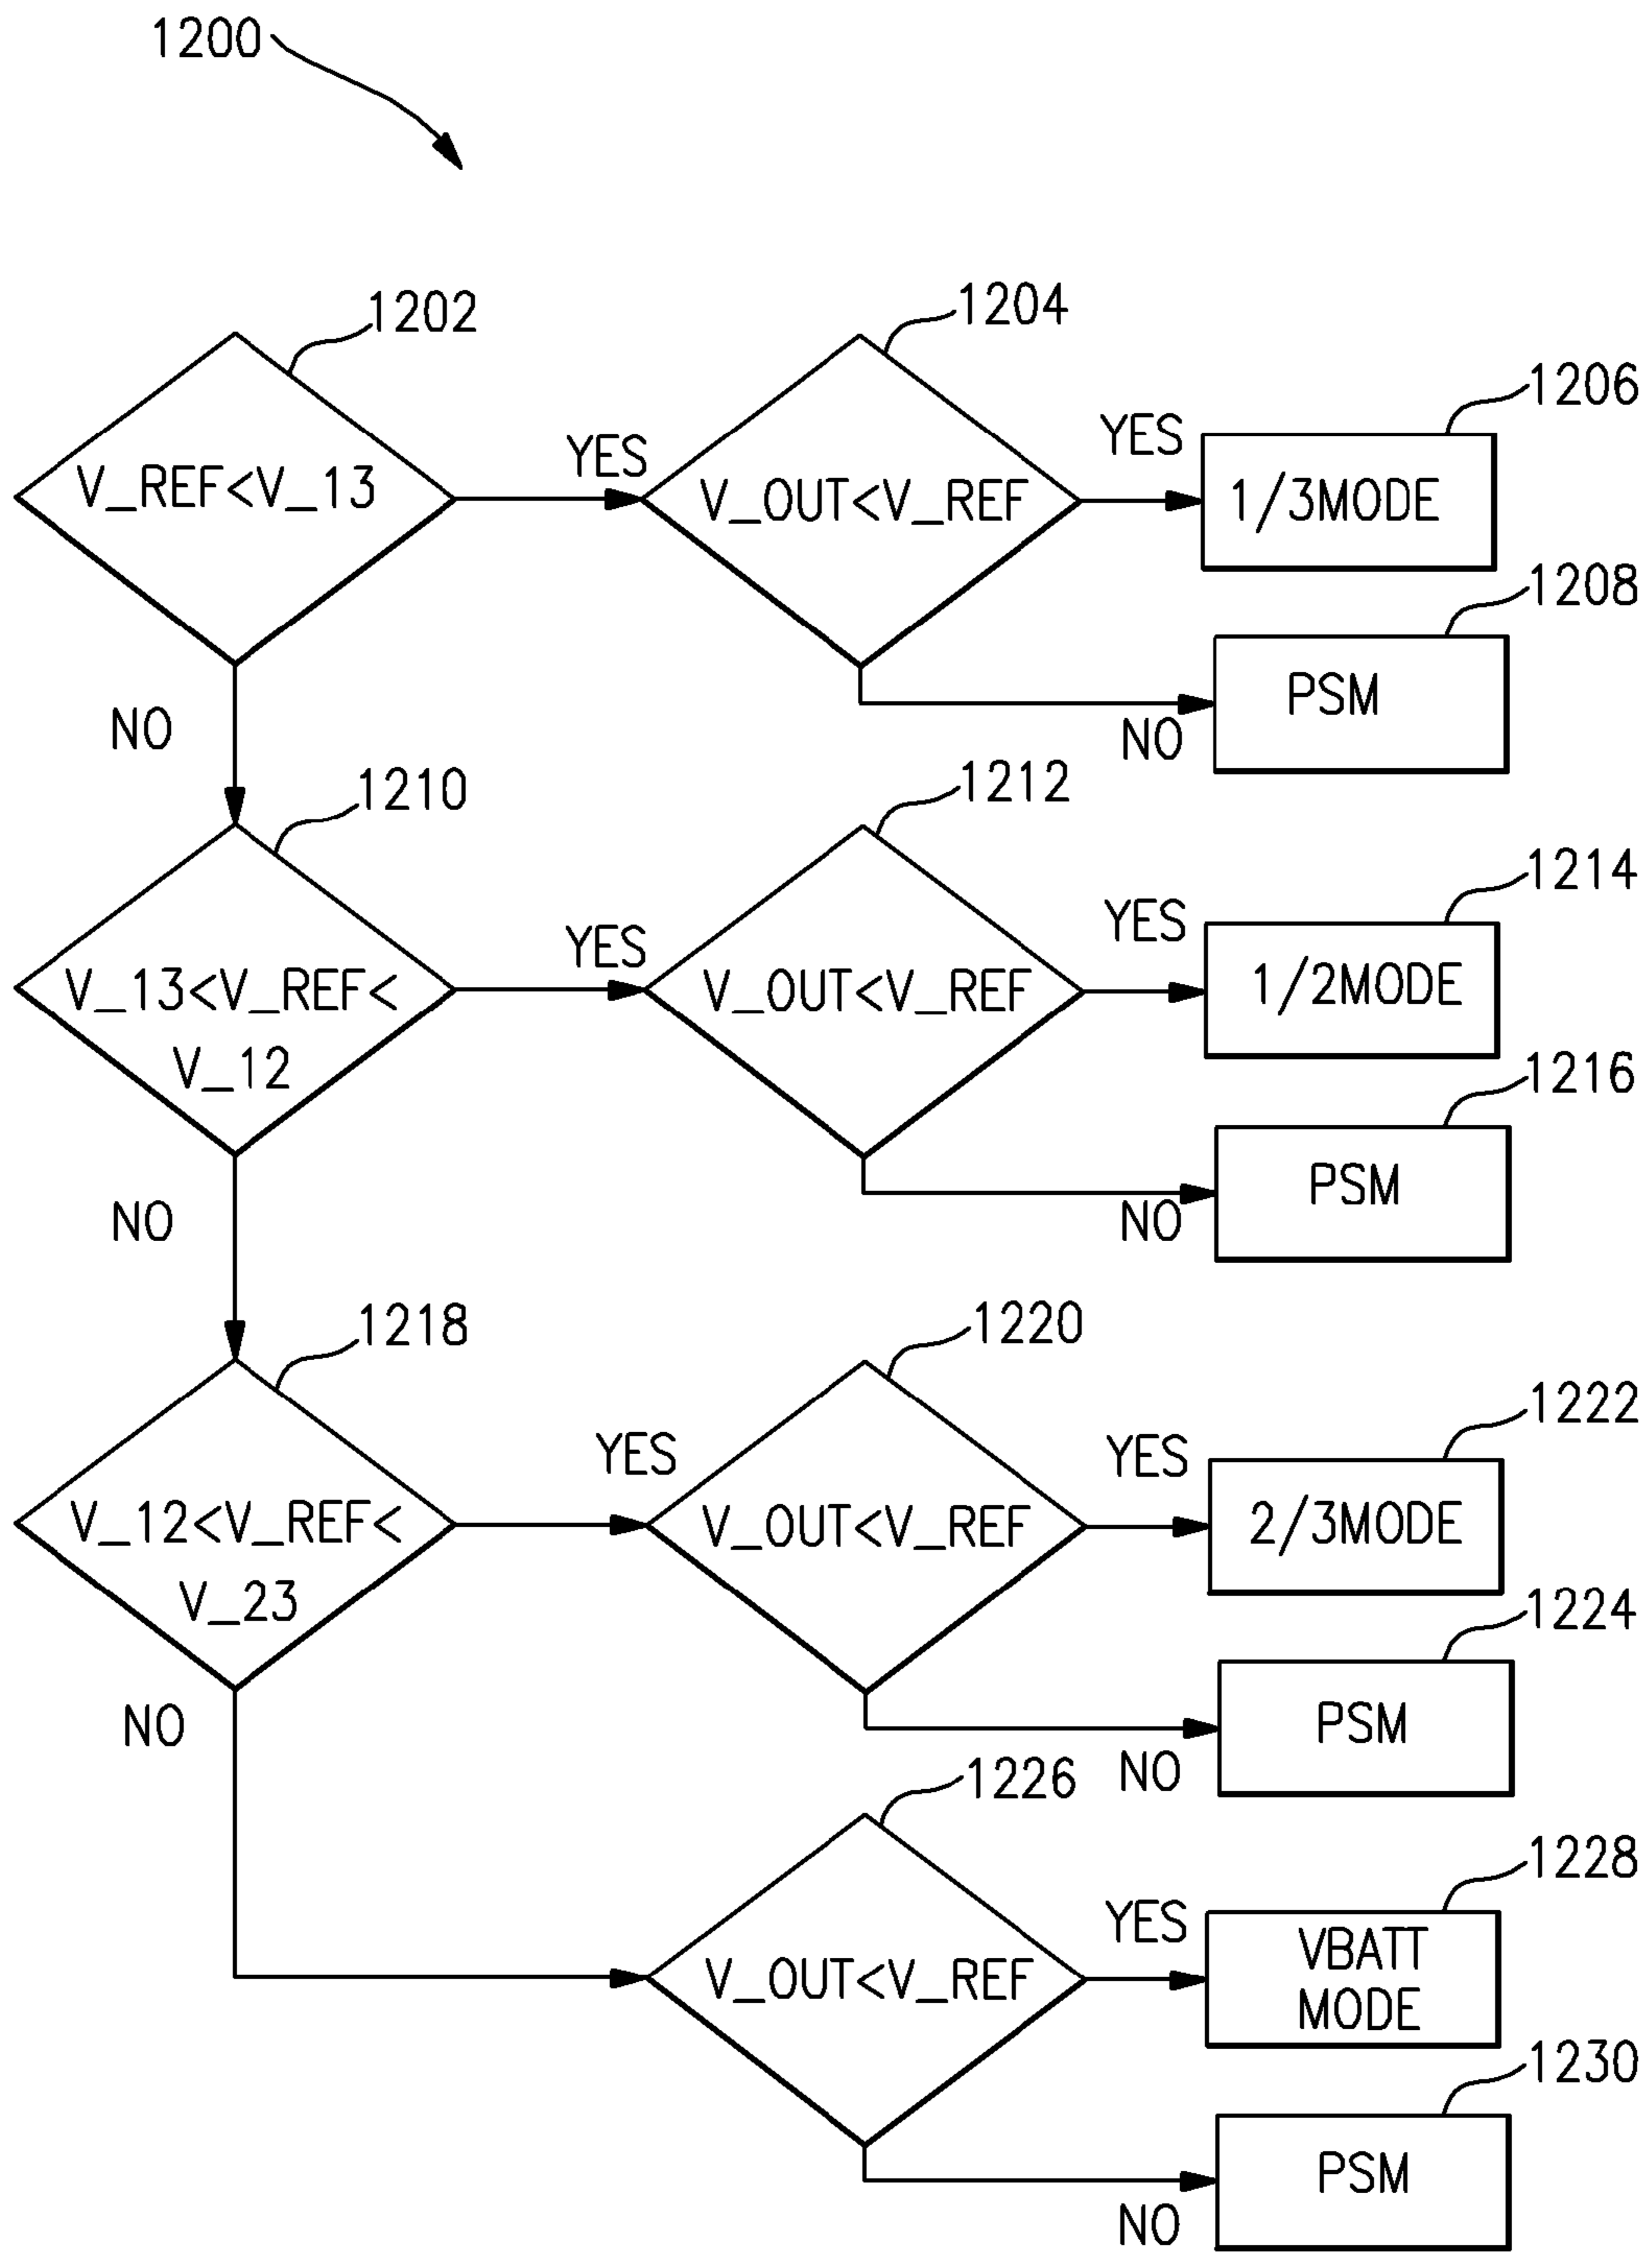 1200
1202
1204
1206
V_REF<V_13
YES
V_OUT<V_REF
YES
1/3MODE
1208
NO
PSM
NO
1210
1212
1214
V_13<V_REF<
V_12
YES
V_OUT<V_REF
YES
1/2MODE
1216
NO
PSM
NO
1218
1220
1222
V_12<V_REF<
V_23
YES
V_OUT<V_REF
YES
2/3MODE
1224
NO
PSM
NO
1226
1228
V_OUT<V_REF
YES
VBATT
MODE
1230
PSM
NO